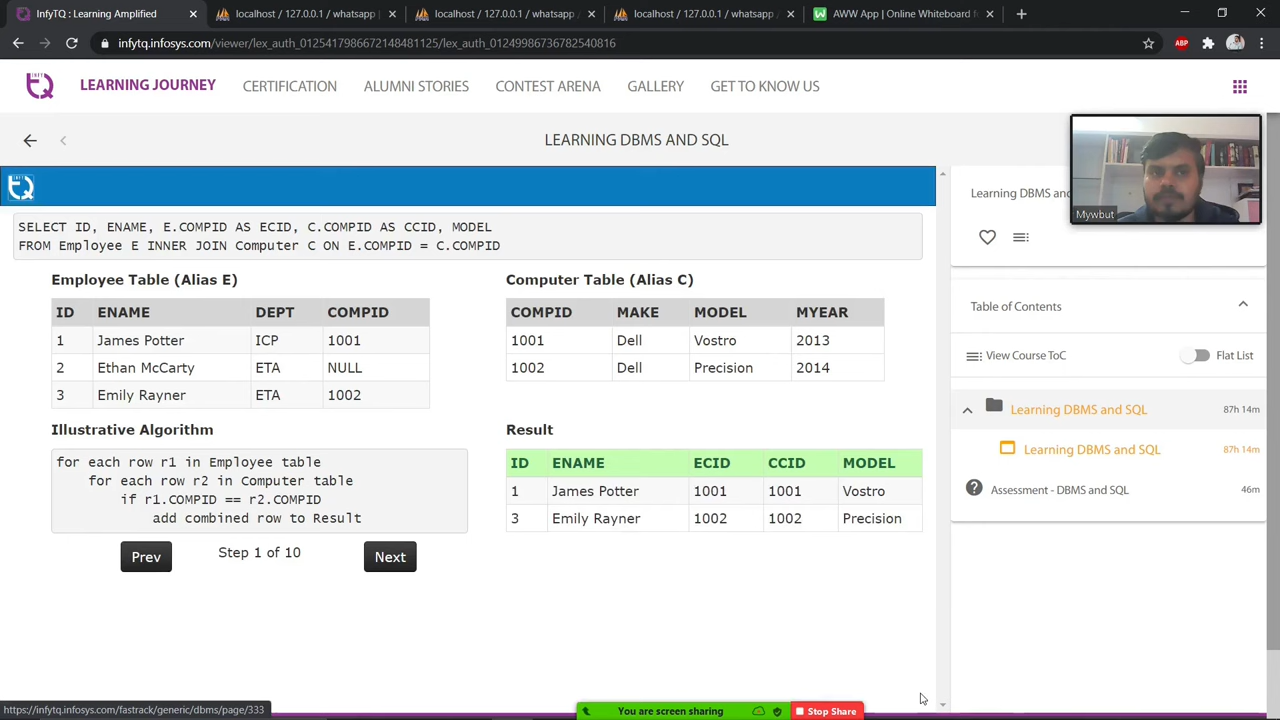 InfyTQ | Learning Amplified
localhost / 127.0.0.1 / whatsapp |
localhost / 127.0.0.1 / whatsapp
localhost / 127.0.0.1 / whatsapp
AWW App | Online Whiteboard f
infytq.infosys.com/viewer/lex_auth_012541798667214848​1125/lex_auth_01249986736782540816
ABP
LEARNING JOURNEY
CERTIFICATION
ALUMNI STORIES
CONTEST ARENA
GALLERY
GET TO KNOW US
LEARNING DBMS AND SQL
SELECT ID, ENAME, E.COMPID AS ECID, C.COMPID AS CCID, MODEL
FROM Employee E INNER JOIN Computer C ON E.COMPID = C.COMPID
Employee Table (Alias E)
ID ENAME DEPT COMPID
1 James Potter ICP 1001
2 Ethan McCarty ETA NULL
3 Emily Rayner ETA 1002
Computer Table (Alias C)
COMPID MAKE MODEL MYEAR
1001 Dell Vostro 2013
1002 Dell Precision 2014
Illustrative Algorithm
for each row r1 in Employee table
for each row r2 in Computer table
if r1.COMPID == r2.COMPID
add combined row to Result
Prev
Step 1 of 10
Next
Result
ID ENAME ECID CCID MODEL
1 James Potter 1001 1001 Vostro
3 Emily Rayner 1002 1002 Precision
Learning DBMS an
Mywbut
Table of Contents
View Course ToC
Flat List
Learning DBMS and SQL 87h 14m
Learning DBMS and SQL 87h 14m
Assessment - DBMS and SQL 46m
https://infytq.infosys.com/fastrack/generic/dbms/page/333
You are screen sharing
Stop Share